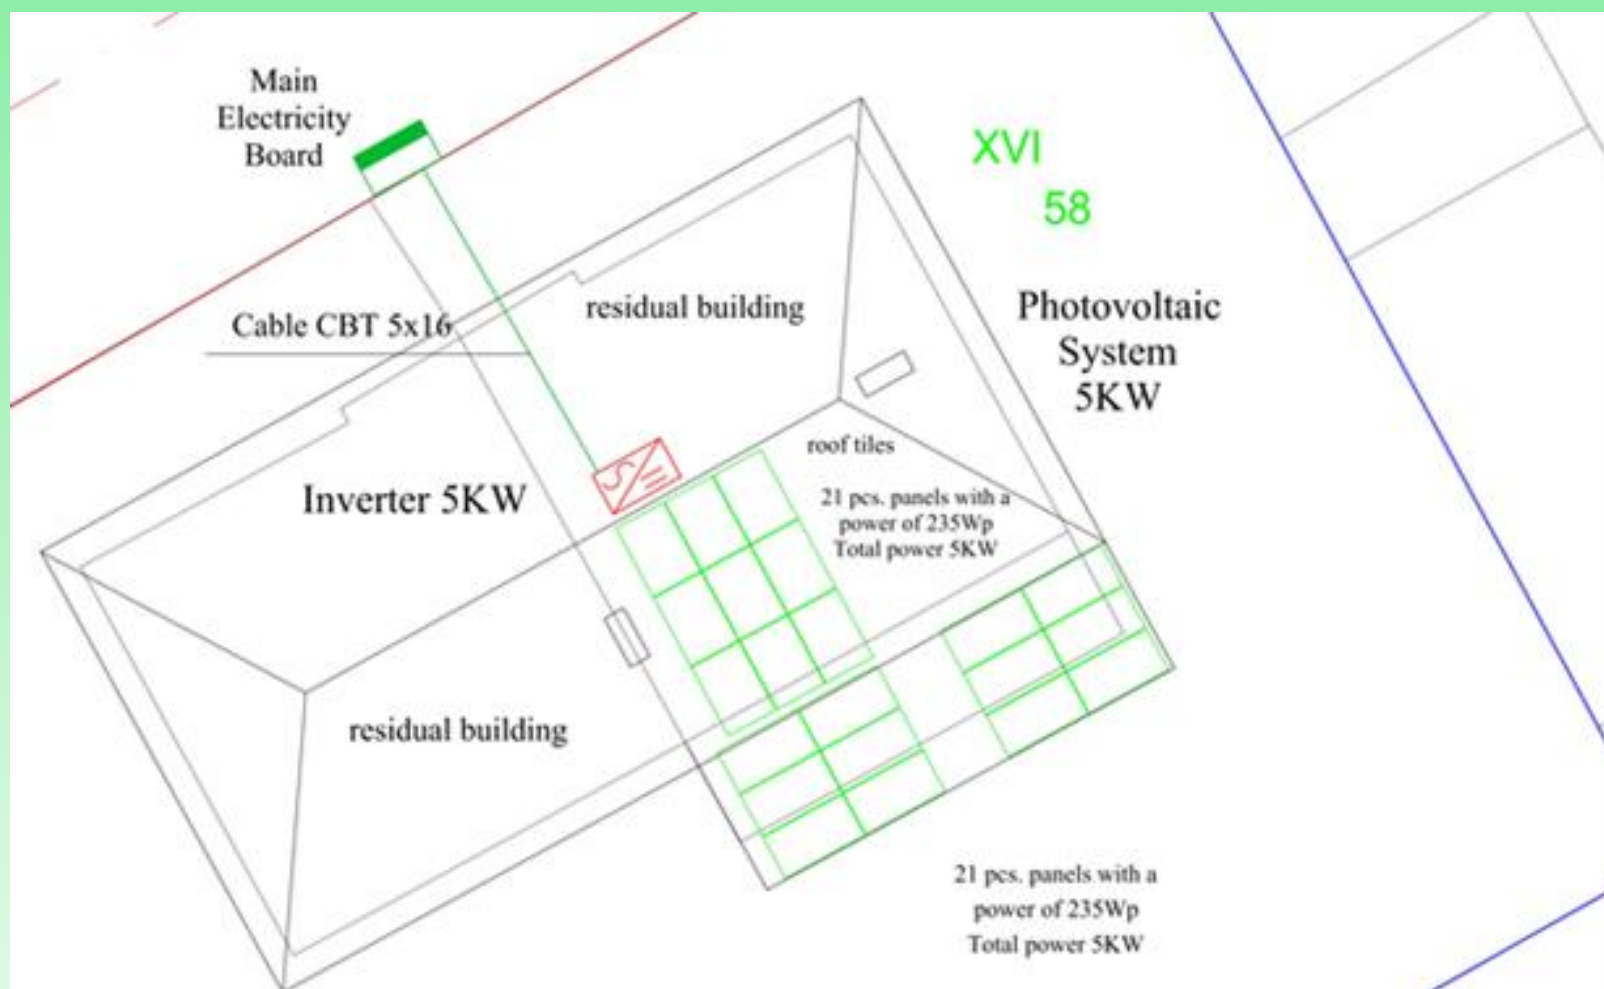 Main
Electricity
Board
XVI
58
Cable CBT 5x16
residual building
Photovoltaic
System
5KW
roof tiles
Inverter 5KW
21 pcs. panels with a
power of 235Wp
Total power 5KW
residual building
21 pcs. panels with a
power of 235Wp
Total power 5KW